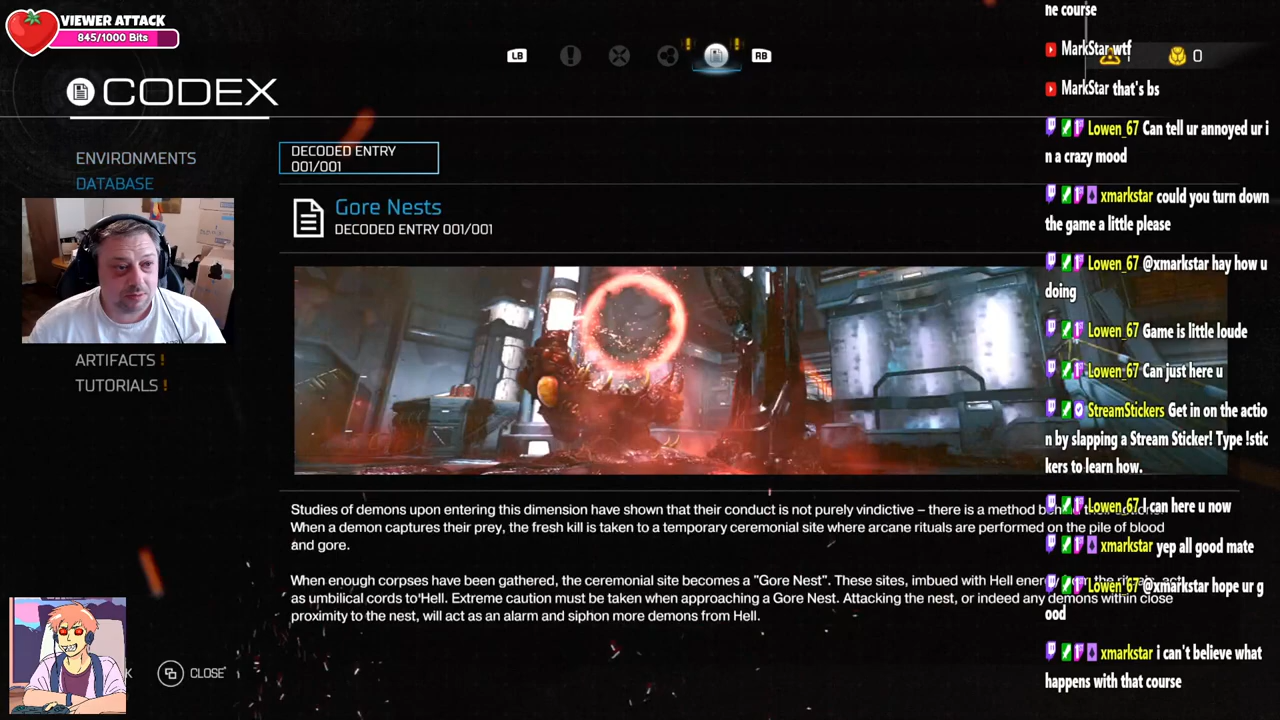 VIEWER ATTACK
845/1000 Bits
LB
RB
0
CODEX
ENVIRONMENTS
DATABASE
ARTIFACTS !
TUTORIALS !
DECODED ENTRY
001/001
Gore Nests
DECODED ENTRY 001/001
Studies of demons upon entering this dimension have shown that their conduct is not purely vindictive – there is a method
When a demon captures their prey, the fresh kill is taken to a temporary ceremonial site where arcane rituals are performed on the pile of blood
and gore.
When enough corpses have been gathered, the ceremonial site becomes a "Gore Nest". These sites, imbued with Hell
as umbilical cords to Hell. Extreme caution must be taken when approaching a Gore Nest. Attacking the nest, or indeed any demons within close
proximity to the nest, will act as an alarm and siphon more demons from Hell.
CLOSE
ne course
MarkStar wtf
MarkStar that's bs
Lowen_67 Can tell ur annoyed ur i
n a crazy mood
xmarkstar could you turn down
the game a little please
Lowen_67 @xmarkstar hay how u
doing
Lowen_67 Game is little loude
Lowen_67 Can just here u
StreamStickers Get in on the actio
n by slapping a Stream Sticker! Type !stic
kers to learn how.
Lowen_67 I can here u now
xmarkstar yep all good mate
Lowen_67 @xmarkstar hope ur g
ood
xmarkstar i can't believe what
happens with that course